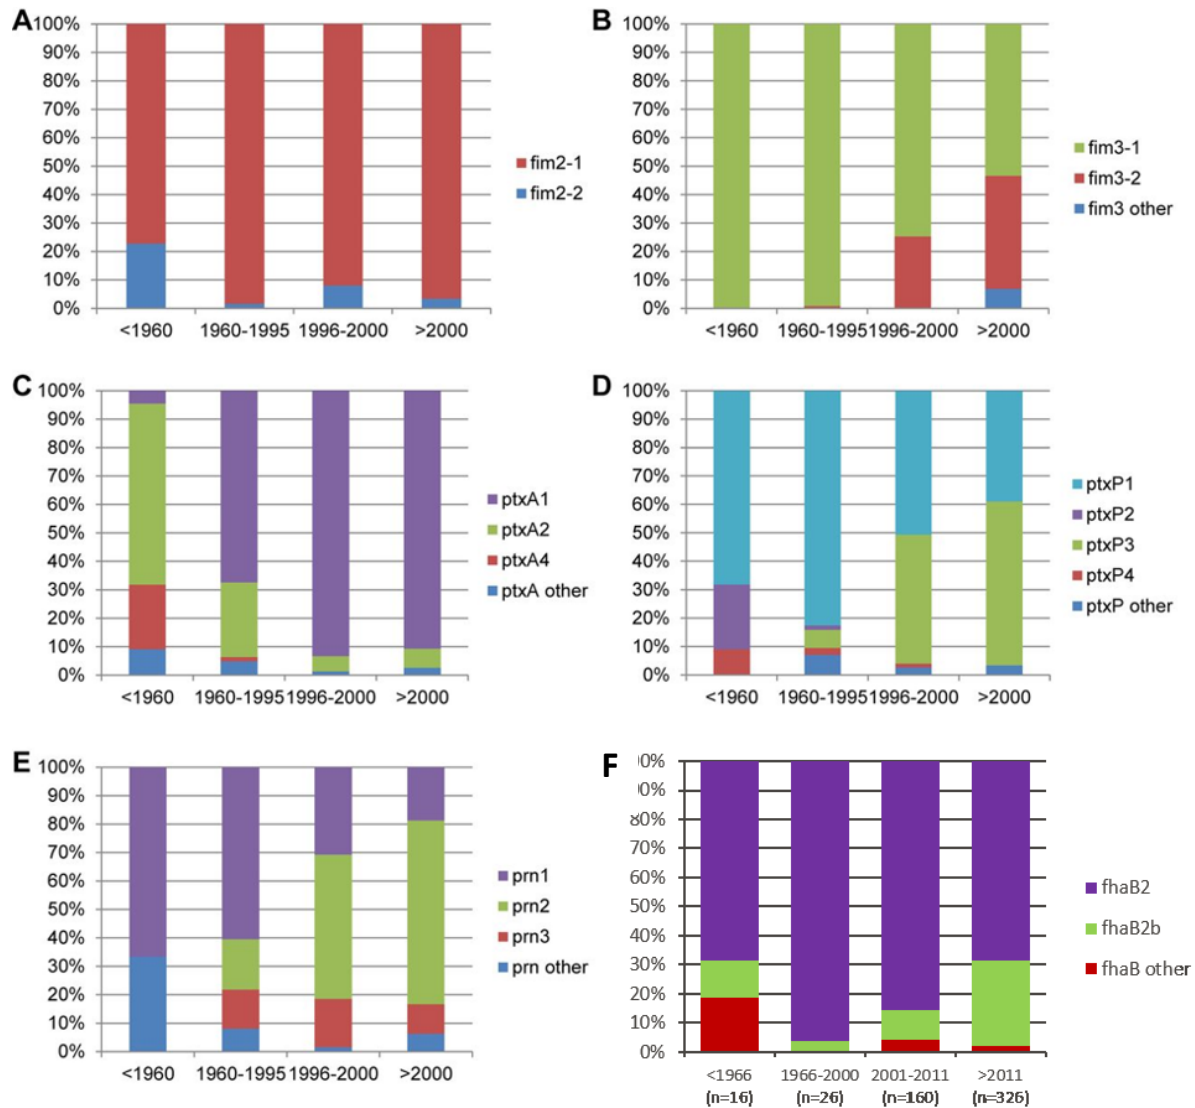 A
100%
90%
80%
70%
60%
50%
40%
30%
20%
10%
0%
<1960 1960-1995 1996-2000 >2000
fim2-1
fim2-2
B
100%
90%
80%
70%
60%
50%
40%
30%
20%
10%
0%
<1960 1960-1995 1996-2000 >2000
fim3-1
fim3-2
fim3 other
C
100%
90%
80%
70%
60%
50%
40%
30%
20%
10%
0%
<1960 1960-1995 1996-2000 >2000
ptxA1
ptxA2
ptxA4
ptxA other
D
100%
90%
80%
70%
60%
50%
40%
30%
20%
10%
0%
<1960 1960-1995 1996-2000 >2000
ptxP1
ptxP2
ptxP3
ptxP4
ptxP other
E
100%
90%
80%
70%
60%
50%
40%
30%
20%
10%
0%
<1960 1960-1995 1996-2000 >2000
prn1
prn2
prn3
prn other
F
00%
90%
80%
70%
60%
50%
40%
30%
20%
10%
0%
<1966 1966-2000 2001-2011 >2011
(n=16) (n=26) (n=160) (n=326)
fhaB2
fhaB2b
fhaB other